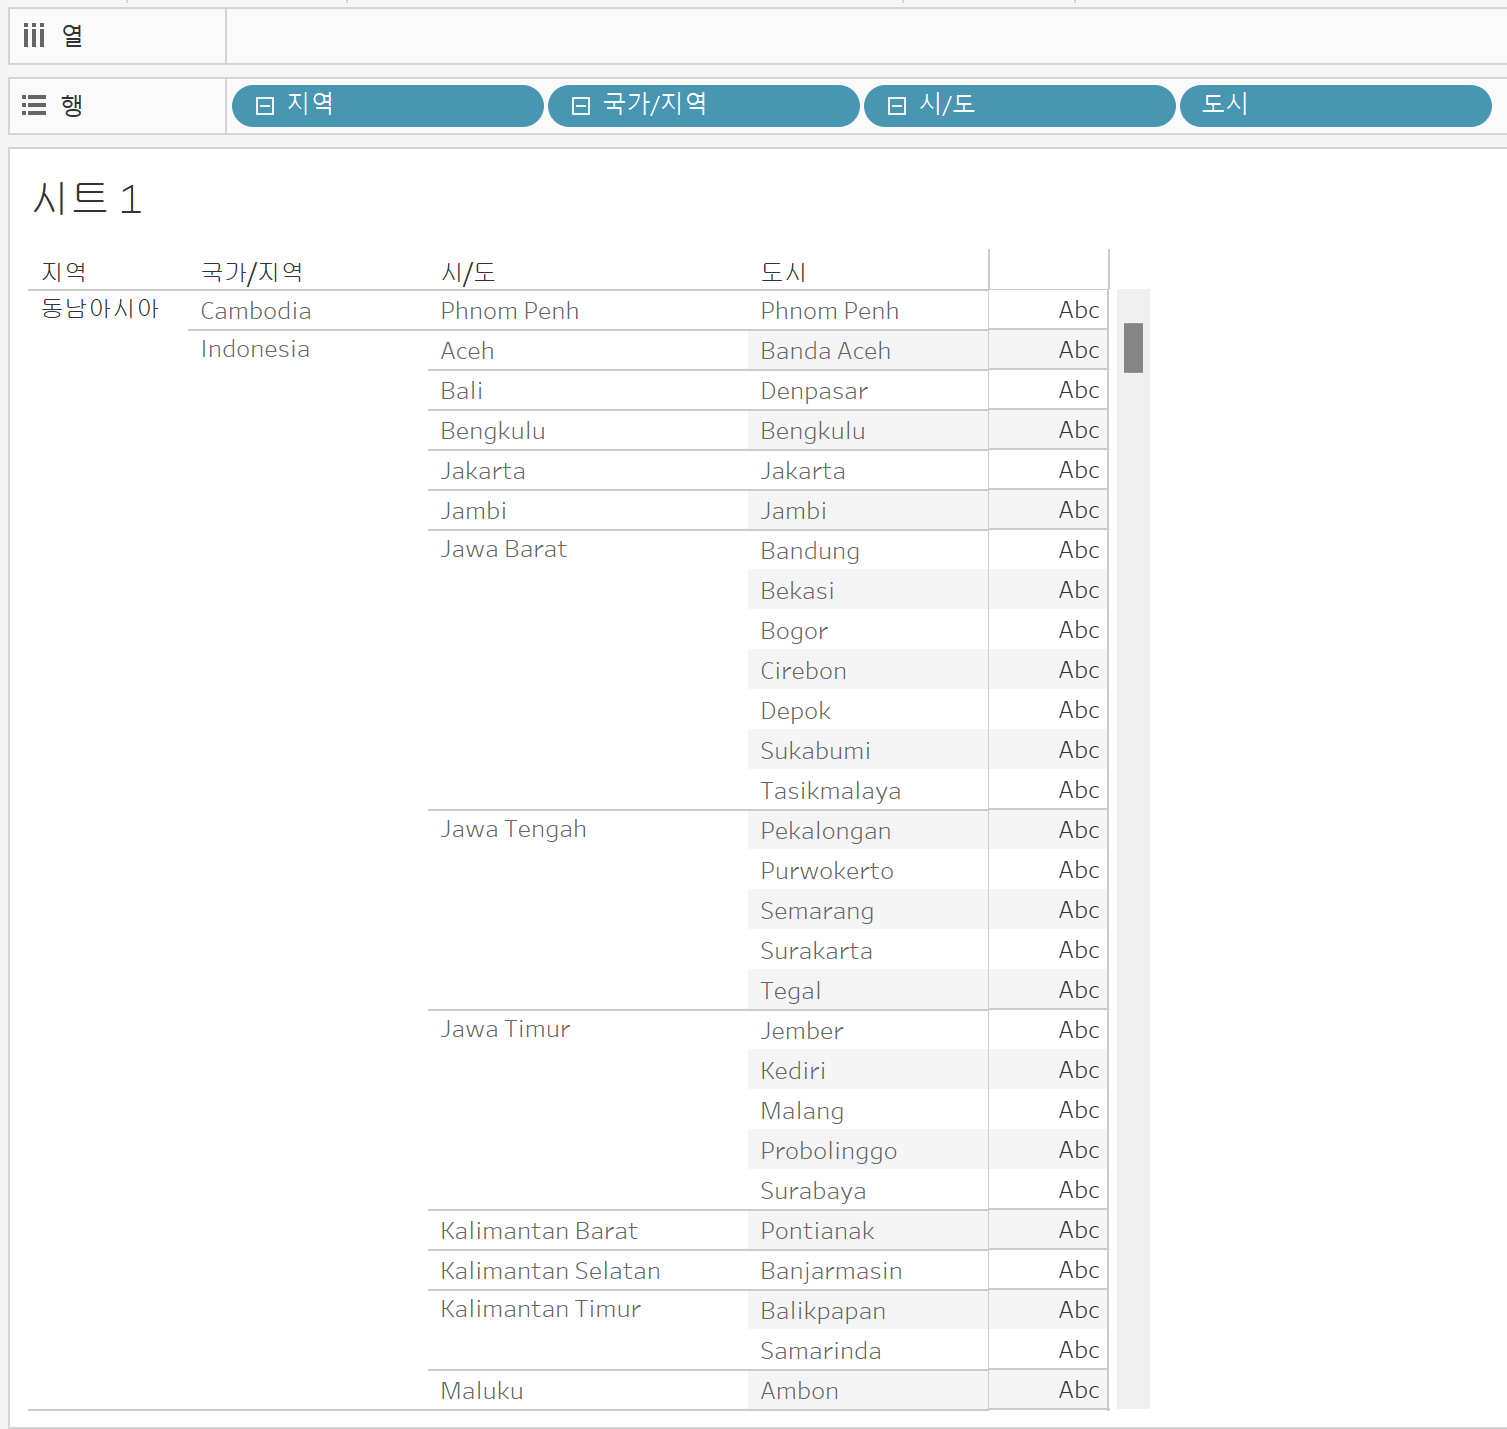 열
행 지역 국가/지역 시/도 도시
시트 1
지역 국가/지역 시/도 도시
동남아시아 Cambodia Phnom Penh Phnom Penh Abc
Indonesia Aceh Banda Aceh Abc
Bali Denpasar Abc
Bengkulu Bengkulu Abc
Jakarta Jakarta Abc
Jambi Jambi Abc
Jawa Barat Bandung Abc
Bekasi Abc
Bogor Abc
Cirebon Abc
Depok Abc
Sukabumi Abc
Tasikmalaya Abc
Jawa Tengah Pekalongan Abc
Purwokerto Abc
Semarang Abc
Surakarta Abc
Tegal Abc
Jawa Timur Jember Abc
Kediri Abc
Malang Abc
Probolinggo Abc
Surabaya Abc
Kalimantan Barat Pontianak Abc
Kalimantan Selatan Banjarmasin Abc
Kalimantan Timur Balikpapan Abc
Samarinda Abc
Maluku Ambon Abc